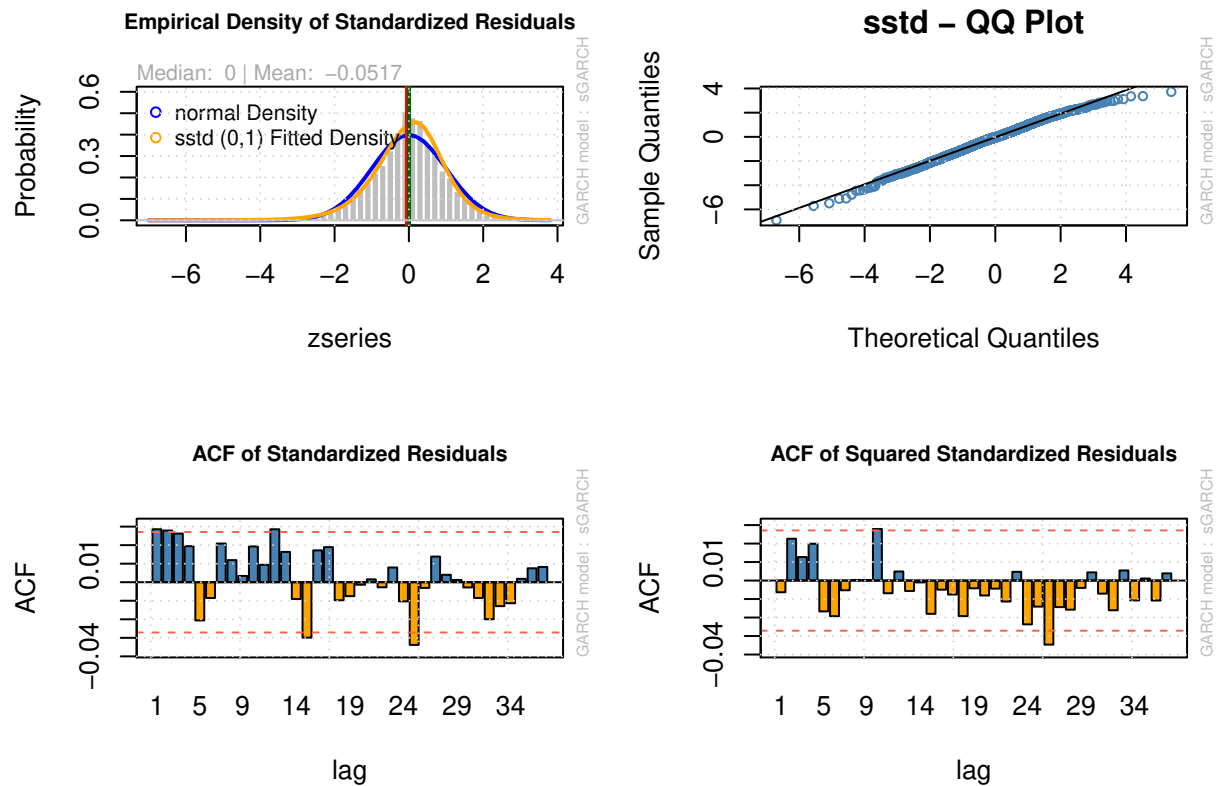 Empirical Density of Standardized Residuals
Median:  0 | Mean:  −0.0517
normal Density
sstd (0,1) Fitted Density
Probability
0.0 0.3 0.6
−6 −4 −2 0 2 4
zseries
GARCH model :  sGARCH
sstd − QQ Plot
Sample Quantiles
−6 0 4
−6 −4 −2 0 2 4
Theoretical Quantiles
GARCH model :  sGARCH
ACF of Standardized Residuals
ACF
−0.04 0.01
1 5 9 14 19 24 29 34
lag
GARCH model :  sGARCH
ACF of Squared Standardized Residuals
ACF
−0.04 0.01
1 5 9 14 19 24 29 34
lag
GARCH model :  sGARCH